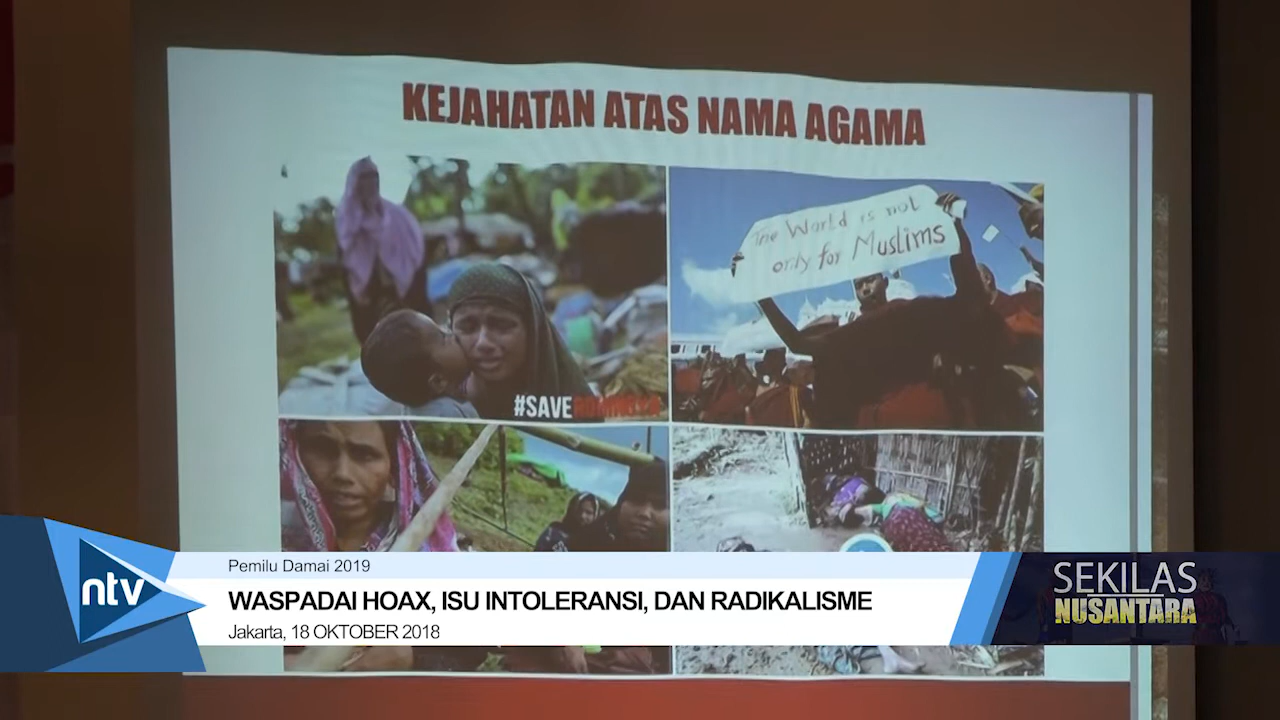 KEJAHATAN ATAS NAMA AGAMA
The World is not
only for Muslims
#SAVEROHINGYA
ntv
Pemilu Damai 2019
WASPADAI HOAX, ISU INTOLERANSI, DAN RADIKALISME
Jakarta, 18 OKTOBER 2018
SEKILAS
NUSANTARA